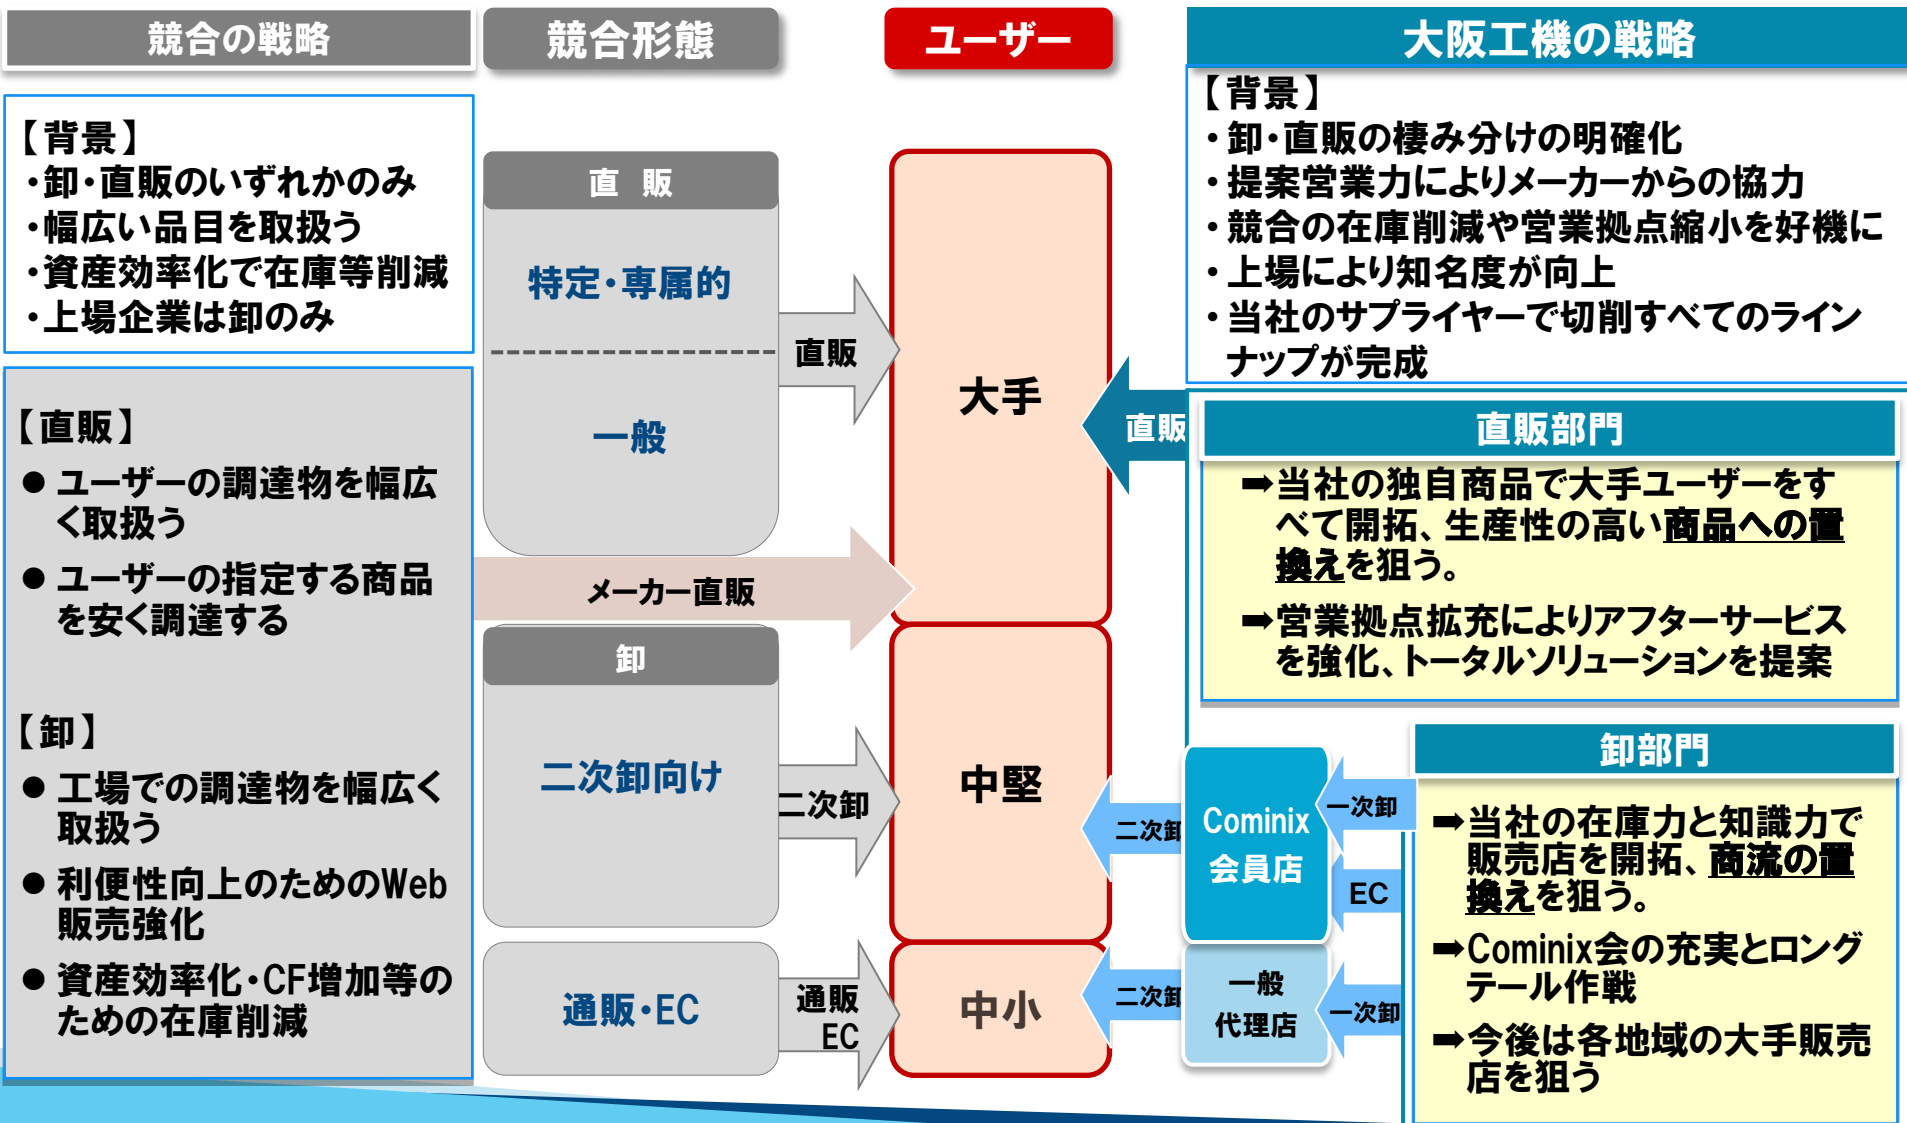 競合の戦略
【背景】
・卸・直販のいずれかのみ
・幅広い品目を取扱う
・資産効率化で在庫等削減
・上場企業は卸のみ
【直販】
● ユーザーの調達物を幅広
く取扱う
● ユーザーの指定する商品
を安く調達する
【卸】
● 工場での調達物を幅広く
取扱う
● 利便性向上のためのWeb
販売強化
● 資産効率化・CF増加等の
ための在庫削減
競合形態
直 販
特定・専属的
一般
直販
メーカー直販
卸
二次卸向け
二次卸
通販・EC
通販
EC
ユーザー
大手
中堅
中小
大阪工機の戦略
【背景】
・卸・直販の棲み分けの明確化
・提案営業力によりメーカーからの協力
・競合の在庫削減や営業拠点縮小を好機に
・上場により知名度が向上
・当社のサプライヤーで切削すべてのライン
ナップが完成
直販
直販部門
➡当社の独自商品で大手ユーザーをす
べて開拓、生産性の高い商品への置
換えを狙う。
➡営業拠点拡充によりアフターサービス
を強化、トータルソリューションを提案
二次卸
Cominix
会員店
一次卸
EC
二次卸
一般
代理店
一次卸
卸部門
➡当社の在庫力と知識力で
販売店を開拓、商流の置
換えを狙う。
➡Cominix会の充実とロング
テール作戦
➡今後は各地域の大手販売
店を狙う